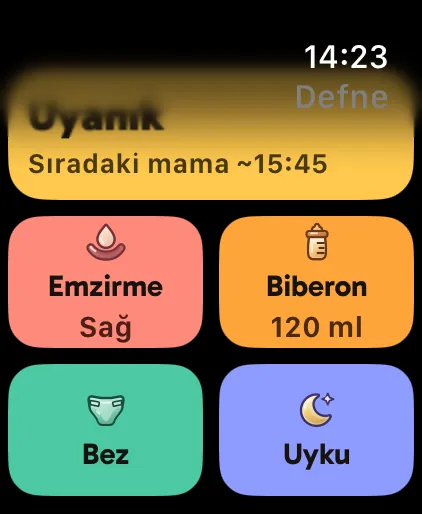 14:23
Defne
Uyanık
Sıradaki mama ~15:45
Emzirme
Sağ
Biberon
120 ml
Bez
Uyku